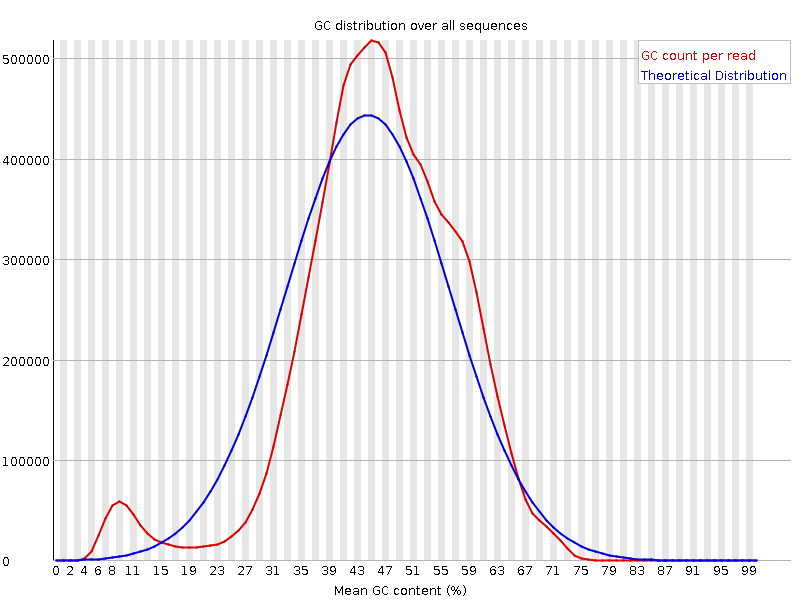 GC distribution over all sequences
GC count per read
Theoretical Distribution
500000
400000
300000
200000
100000
0
0 2 4 6 8 11 15 19 23 27 31 35 39 43 47 51 55 59 63 67 71 75 79 83 87 91 95 99
Mean GC content (%)